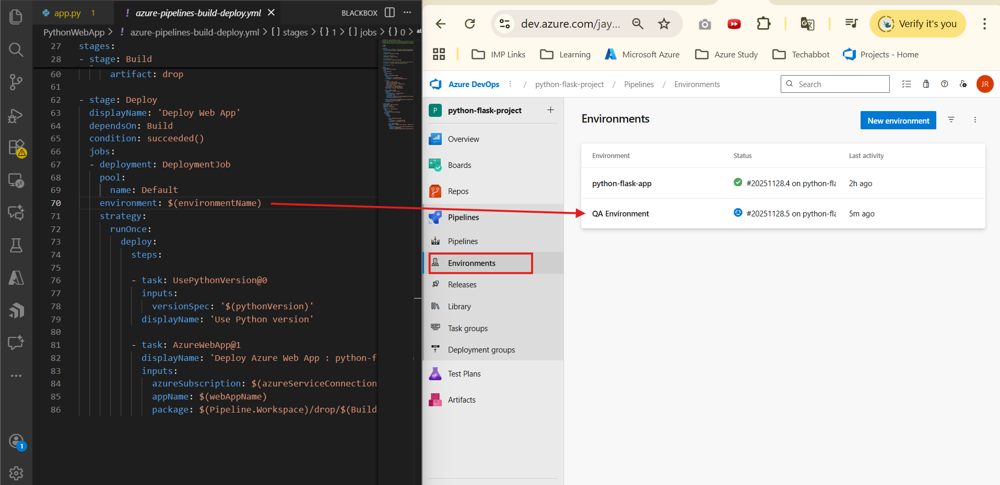 app.py 1
! azure-pipelines-build-deploy.yml
BLACKBOX
PythonWebApp > ! azure-pipelines-build-deploy.yml > [ ] stages > { } 1 > [ ] jobs > { } 0 >
27 stages:
28 - stage: Build
60 artifact: drop
61
62 - stage: Deploy
63 displayName: 'Deploy Web App'
64 dependsOn: Build
65 condition: succeeded()
66 jobs:
67 - deployment: DeploymentJob
68 pool:
69 name: Default
70 environment: $(environmentName)
71 strategy:
72 runOnce:
73 deploy:
74 steps:
75
76 - task: UsePythonVersion@0
77 inputs:
78 versionSpec: '$(pythonVersion)'
79 displayName: 'Use Python version'
80
81 - task: AzureWebApp@1
82 displayName: 'Deploy Azure Web App : python-f
83 inputs:
84 azureSubscription: $(azureServiceConnection
85 appName: $(webAppName)
86 package: $(Pipeline.Workspace)/drop/$(Build
1
dev.azure.com/jay...
Verify it's you
IMP Links
Learning
Microsoft Azure
Azure Study
Techabbot
Projects - Home
Azure DevOps / python-flask-project / Pipelines / Environments
Search
JR
P python-flask-project +
Overview
Boards
Repos
Pipelines
Pipelines
Environments
Releases
Library
Task groups
Deployment groups
Test Plans
Artifacts
Environments
New environment
Environment Status Last activity
python-flask-app #20251128.4 on python-fla 2h ago
QA Environment #20251128.5 on python-fla 5m ago